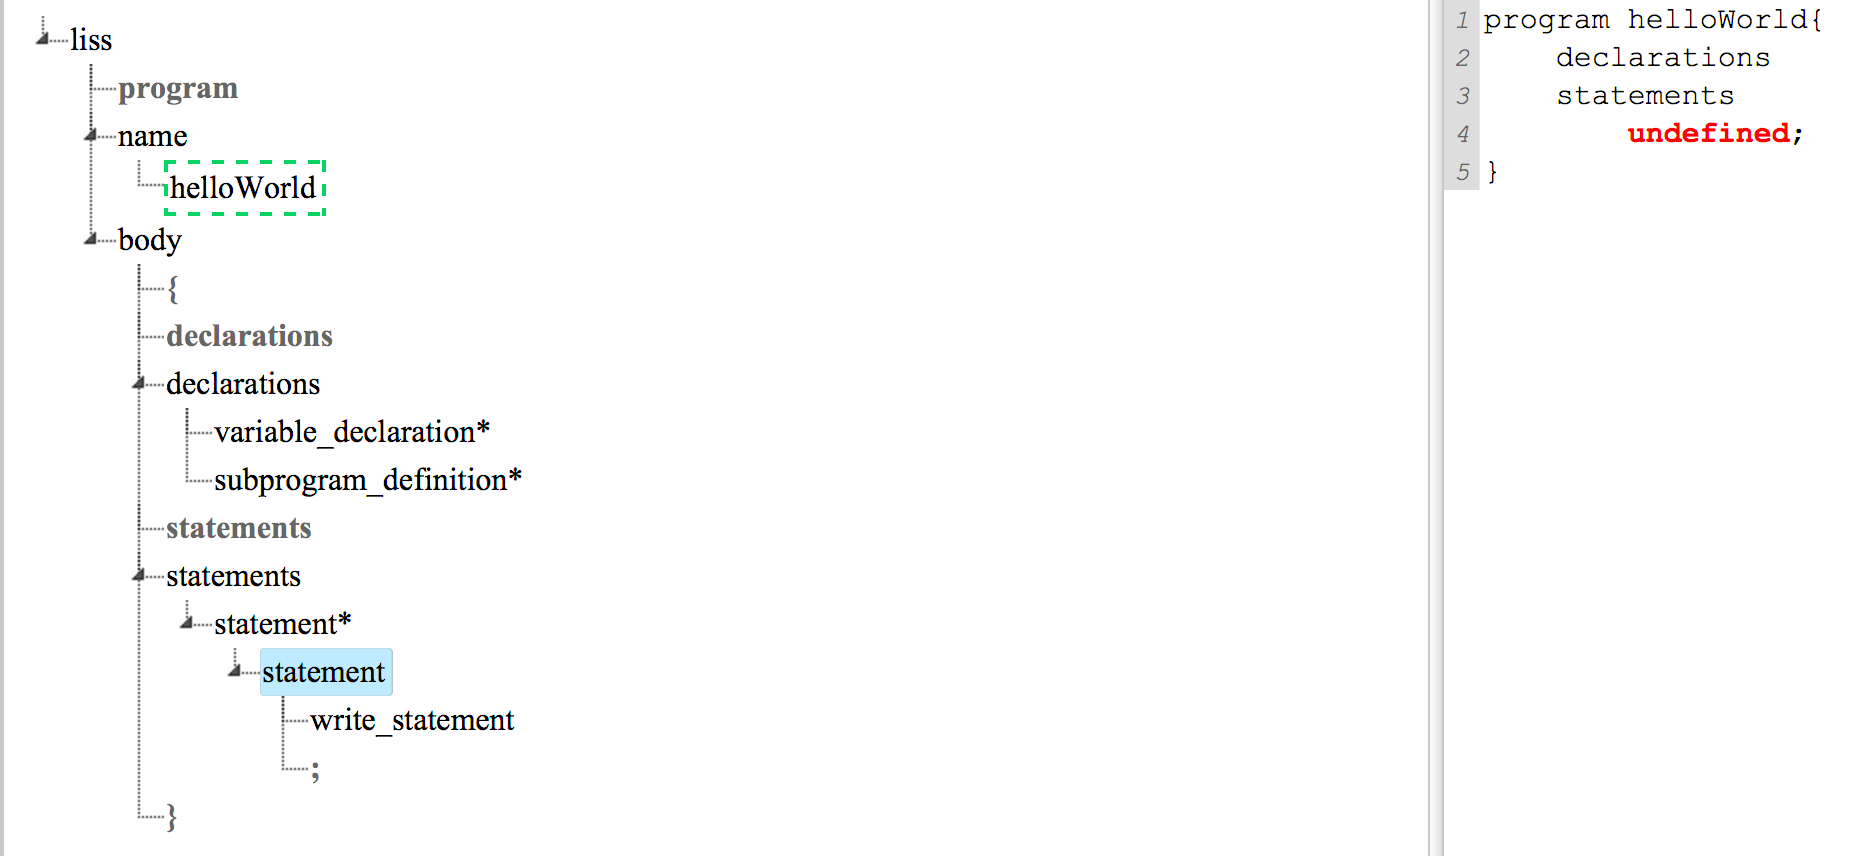 liss
program
name
helloWorld
body
{
declarations
declarations
variable_declaration*
subprogram_definition*
statements
statements
statement*
statement
write_statement
;
}
1 program helloWorld{
2 declarations
3 statements
4 undefined;
5 }